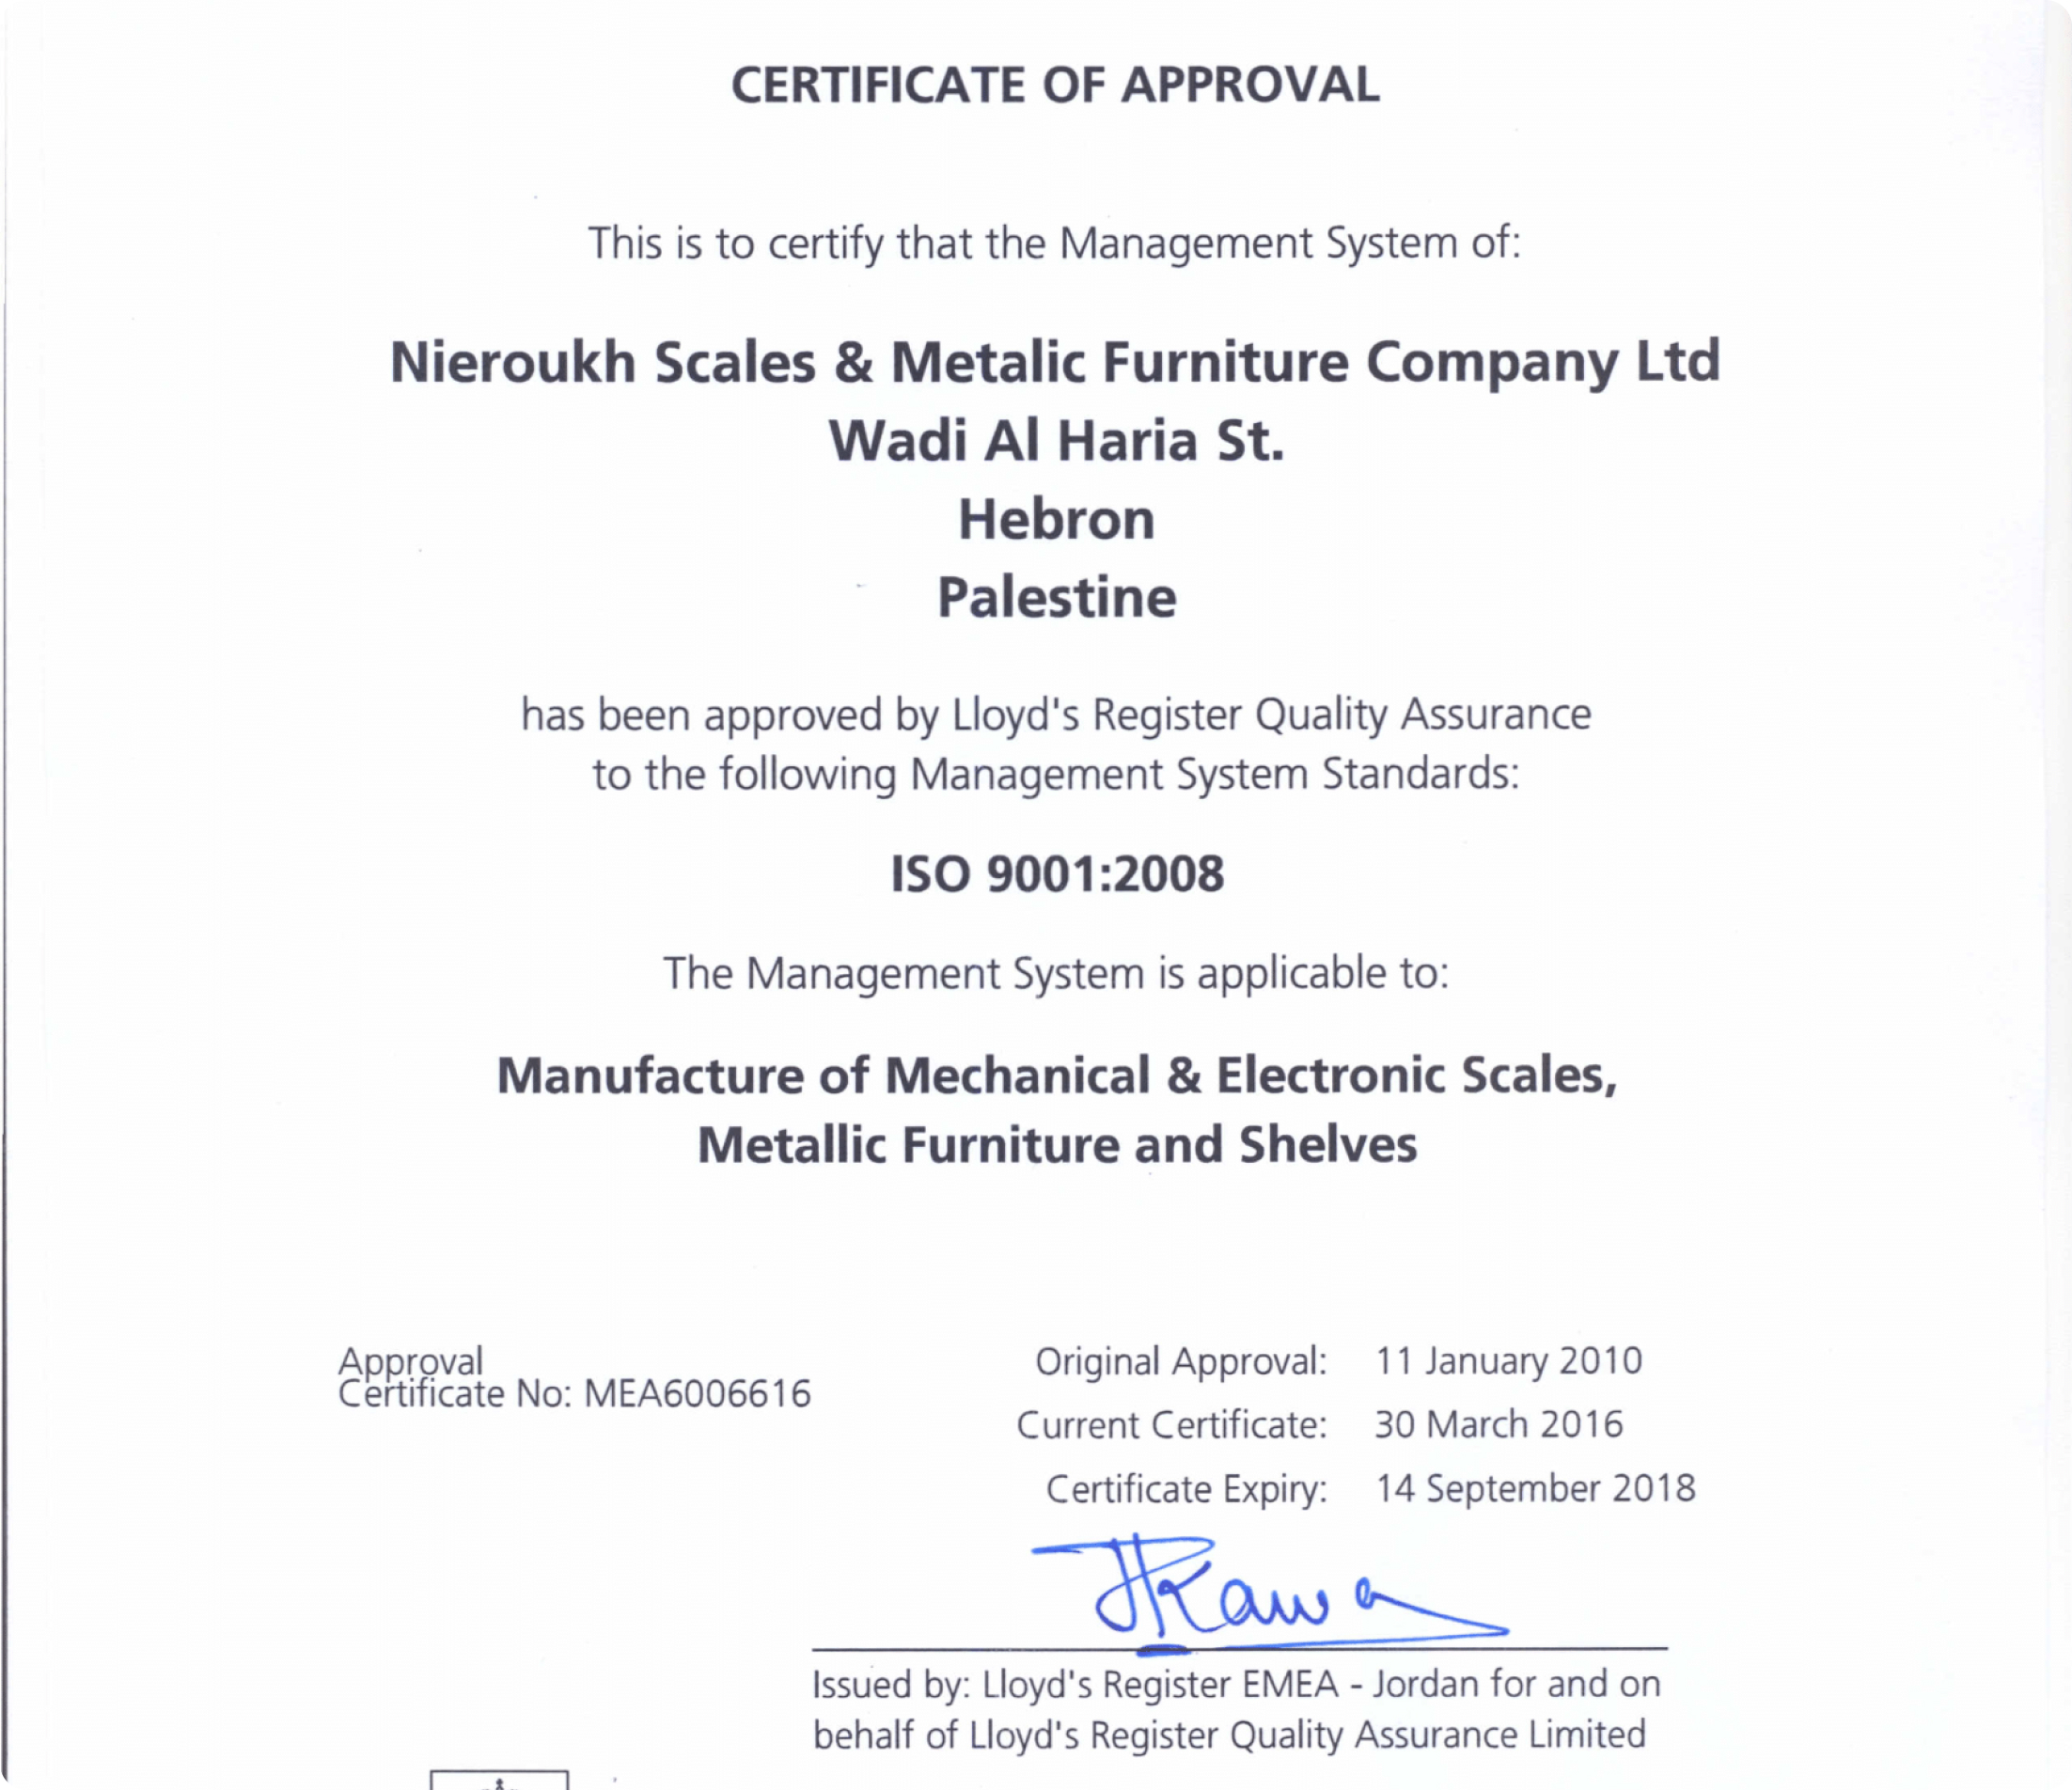 CERTIFICATE OF APPROVAL
This is to certify that the Management System of:
Nieroukh Scales & Metalic Furniture Company Ltd
Wadi Al Haria St.
Hebron
Palestine
has been approved by Lloyd's Register Quality Assurance
to the following Management System Standards:
ISO 9001:2008
The Management System is applicable to:
Manufacture of Mechanical & Electronic Scales,
Metallic Furniture and Shelves
Approval
Certificate No: MEA6006616
Original Approval: 11 January 2010
Current Certificate: 30 March 2016
Certificate Expiry: 14 September 2018
Issued by: Lloyd's Register EMEA - Jordan for and on
behalf of Lloyd's Register Quality Assurance Limited